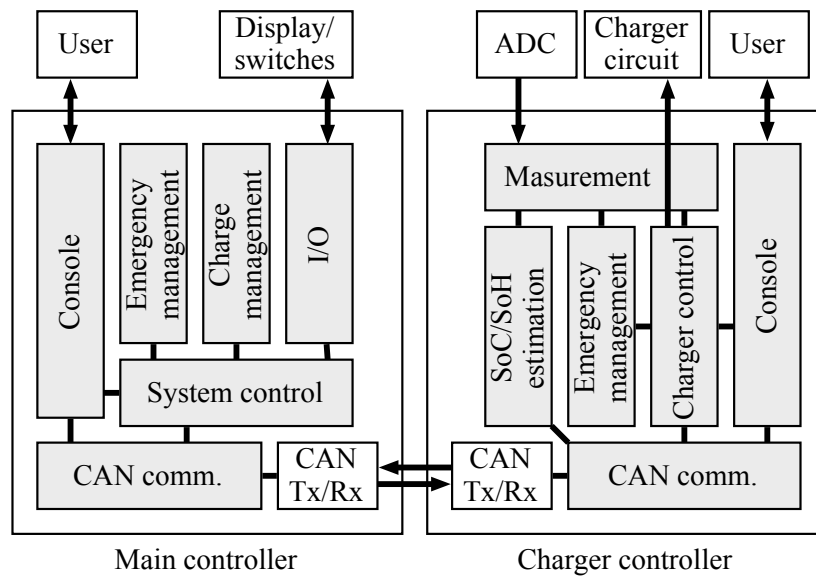 User
Display/
switches
ADC
Charger
circuit
User
Console
Emergency
management
Charge
management
I/O
System control
CAN comm.
CAN
Tx/Rx
Main controller
Masurement
SoC/SoH
estimation
Emergency
management
Charger control
Console
CAN
Tx/Rx
CAN comm.
Charger controller